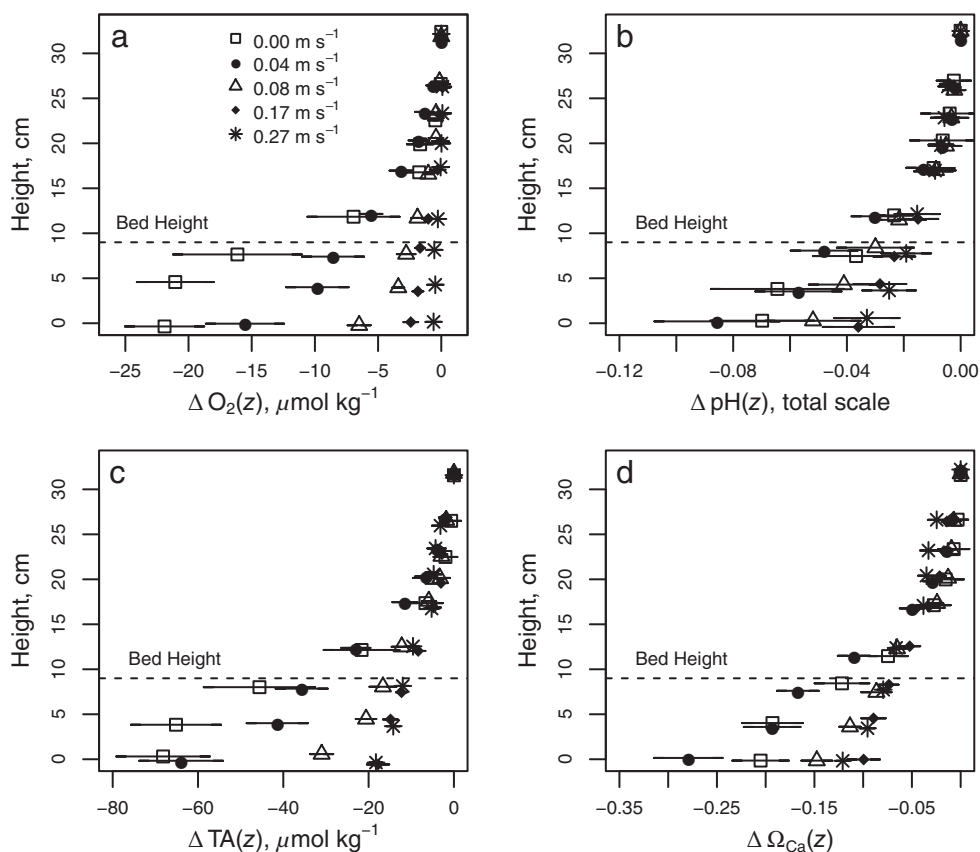 a
0.00 m s⁻¹
0.04 m s⁻¹
0.08 m s⁻¹
0.17 m s⁻¹
0.27 m s⁻¹
Bed Height
Height, cm
0 5 10 15 20 25 30
−25 −20 −15 −10 −5 0
Δ O₂(z), μmol kg⁻¹
b
Bed Height
Height, cm
0 5 10 15 20 25 30
−0.12 −0.08 −0.04 0.00
Δ pH(z), total scale
c
Bed Height
Height, cm
0 5 10 15 20 25 30
−80 −60 −40 −20 0
Δ TA(z), μmol kg⁻¹
d
Bed Height
Height, cm
0 5 10 15 20 25 30
−0.35 −0.25 −0.15 −0.05
Δ Ω_Ca(z)